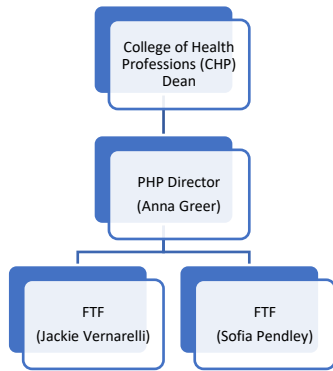 College of Health
Professions (CHP)
Dean
PHP Director
(Anna Greer)
FTF
(Jackie Vernarelli)
FTF
(Sofia Pendley)